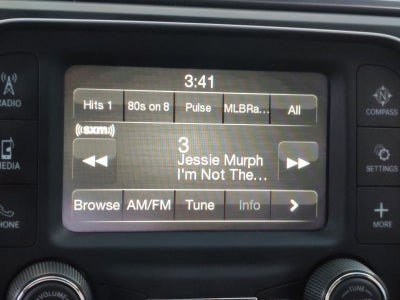 3:41
Hits 1 80s on 8 Pulse MLBRa... All
((sxm))
3
Jessie Murph
I'm Not The...
Browse AM/FM Tune Info >
RADIO
MEDIA
PHONE
COMPASS
SETTINGS
MORE
VOLUME